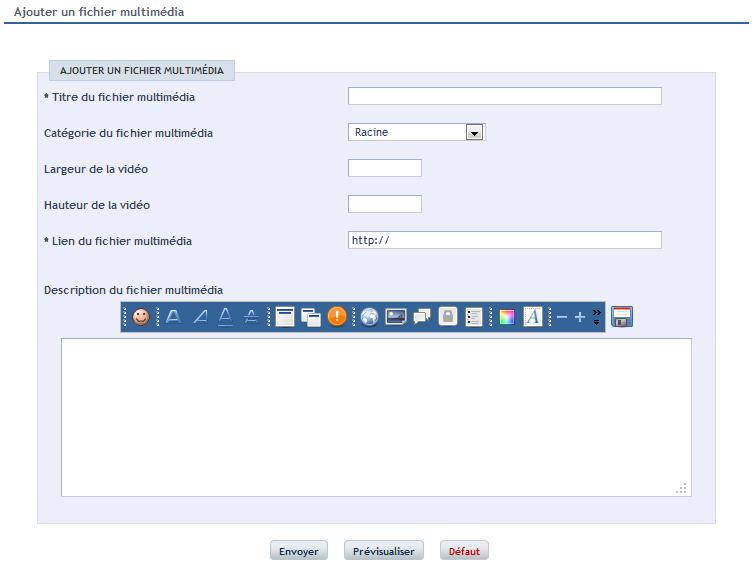 Ajouter un fichier multimédia
AJOUTER UN FICHIER MULTIMÉDIA
* Titre du fichier multimédia
Catégorie du fichier multimédia
Racine
Largeur de la vidéo
Hauteur de la vidéo
* Lien du fichier multimédia
http://
Description du fichier multimédia
Envoyer
Prévisualiser
Défaut